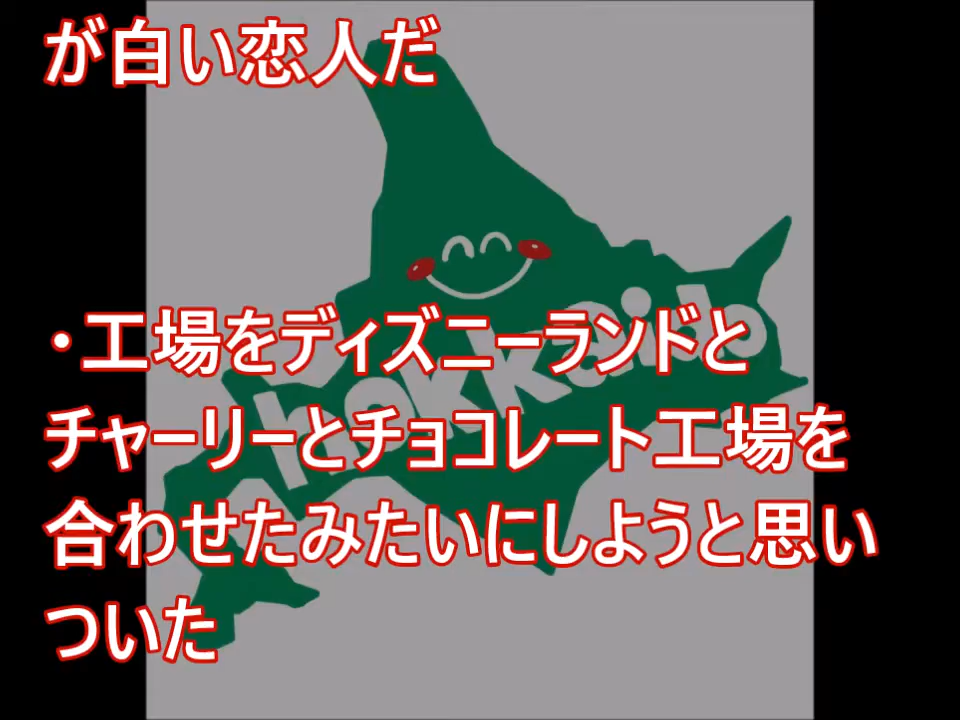 が白い恋人だ
・工場をディズニーランドと
hokkaido
チャーリーとチョコレート工場を
合わせたみたいにしようと思い
ついた